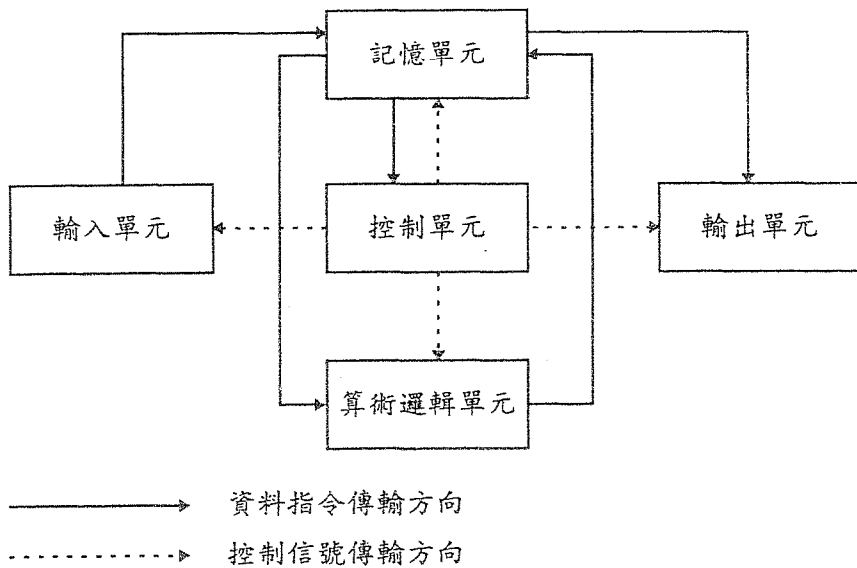 記憶單元
輸入單元
控制單元
輸出單元
算術邏輯單元
資料指令傳輸方向
控制信號傳輸方向